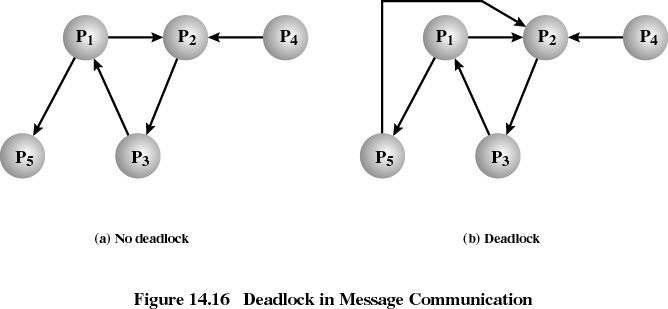 P1 P2 P4 P1 P2 P4
P5 P3 P5 P3
(a) No deadlock (b) Deadlock
Figure 14.16 Deadlock in Message Communication